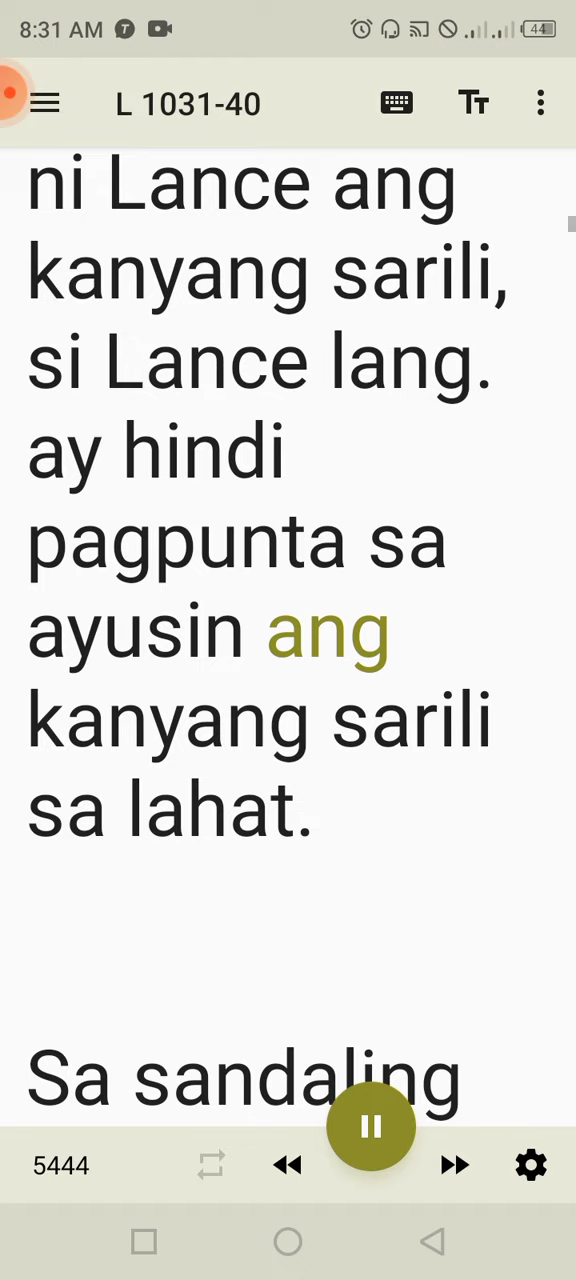 8:31 AM
44
L 1031-40
ni Lance ang
kanyang sarili,
si Lance lang.
ay hindi
pagpunta sa
ayusin ang
kanyang sarili
sa lahat.
Sa sandaling
5444